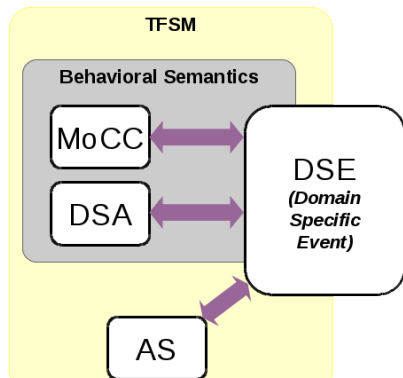 TFSM
Behavioral Semantics
MoCC
DSA
DSE
(Domain
Specific
Event)
AS